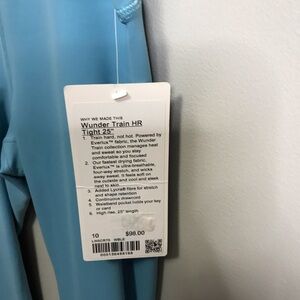 WHY WE MADE THIS
Wunder Train HR
Tight 25"
1. Train hard, not hot. Powered by
Everlux™ fabric, the Wunder
Train collection manages heat
and sweat so you stay
comfortable and focused
2. Our fastest drying fabric,
Everlux™ is ultra-breathable,
four-way stretch, and wicks
away sweat. It feels soft on
the outside and cool and sleek
next to skin
3. Added Lycra® fibre for stretch
and shape retention
4. Continuous drawcord
5. Waistband pocket holds your key
or card
6. High rise, 25" length
10 $98.00